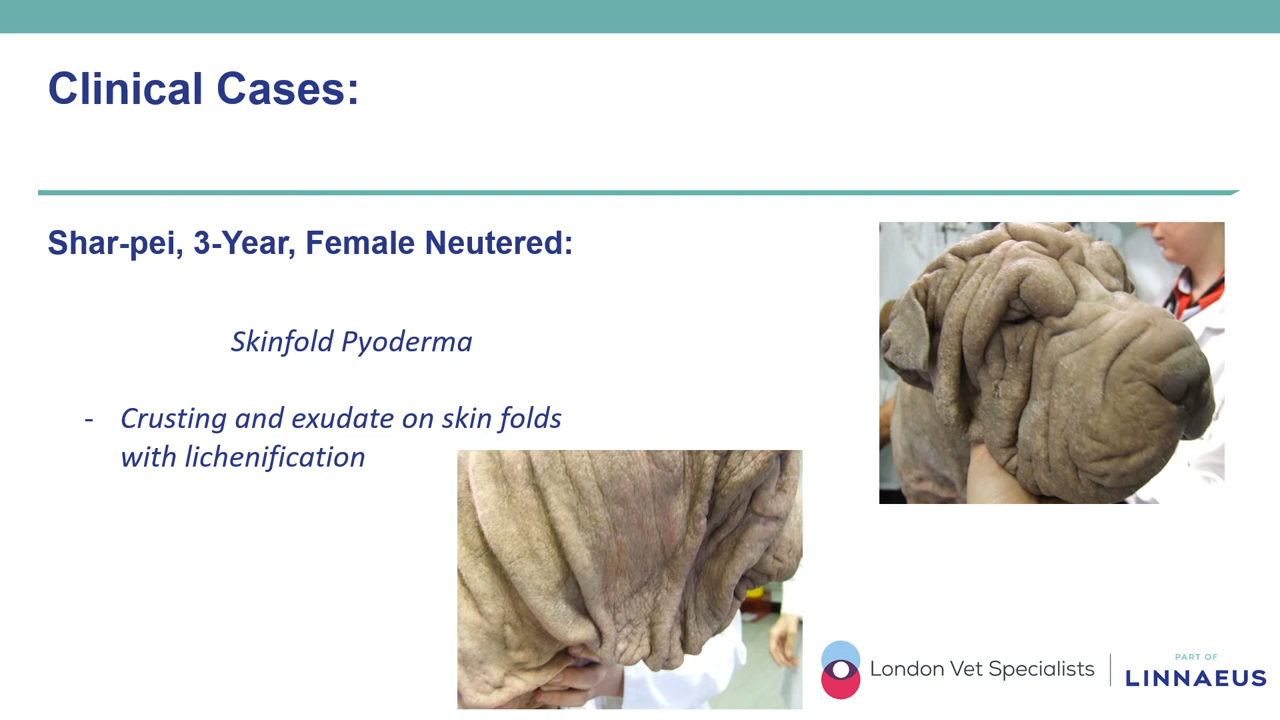 Clinical Cases:
Shar-pei, 3-Year, Female Neutered:
Skinfold Pyoderma
- Crusting and exudate on skin folds
with lichenification
London Vet Specialists
PART OF
LINNAEUS